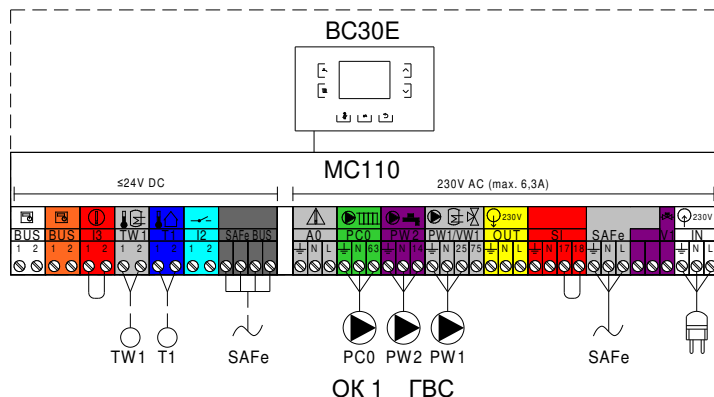 BC30E
MC110
≤24V DC 230V AC (max. 6,3A)
230V
BUS BUS I3 TW1 T1 I2 SAFe BUS A0 PC0 PW2 PW1/VW1 OUT SI SAFe V1 IN
1 2 1 2 1 2 1 2 1 2 1 2 N L N 63 N 14 N 25 75 N L N 17 18 N L N L
TW1 T1 SAFe PC0 PW2 PW1 SAFe
ОК 1 ГВС